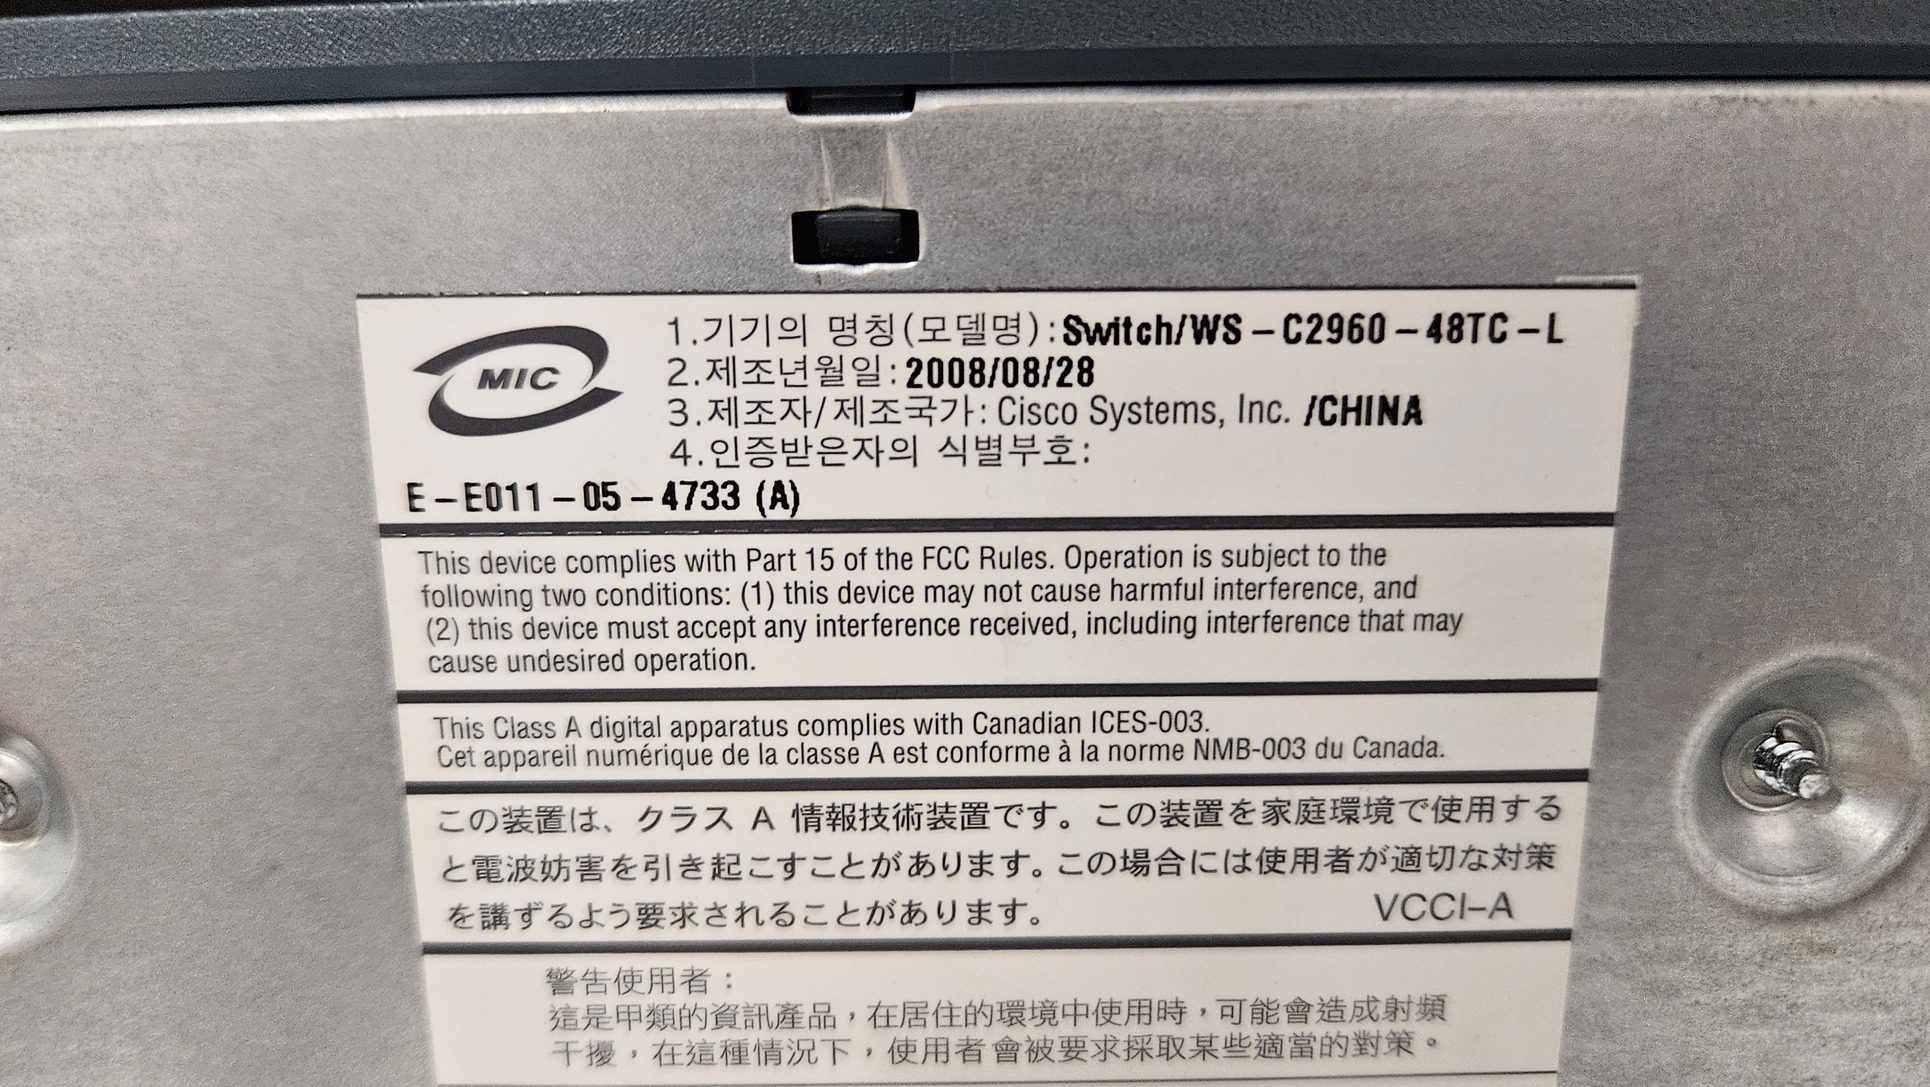 MIC
1.기기의 명칭(모델명):Switch/WS-C2960-48TC-L
2.제조년월일:2008/08/28
3.제조자/제조국가:Cisco Systems, Inc. /CHINA
4.인증받은자의 식별부호:
E-E011-05-4733 (A)
This device complies with Part 15 of the FCC Rules. Operation is subject to the
following two conditions: (1) this device may not cause harmful interference, and
(2) this device must accept any interference received, including interference that may
cause undesired operation.
This Class A digital apparatus complies with Canadian ICES-003.
Cet appareil numérique de la classe A est conforme à la norme NMB-003 du Canada.
この装置は、クラス A 情報技術装置です。この装置を家庭環境で使用する
と電波妨害を引き起こすことがあります。この場合には使用者が適切な対策
を講ずるよう要求されることがあります。 VCCI-A
警告使用者：
這是甲類的資訊產品，在居住的環境中使用時，可能會造成射頻
干擾，在這種情況下，使用者會被要求採取某些適當的對策。